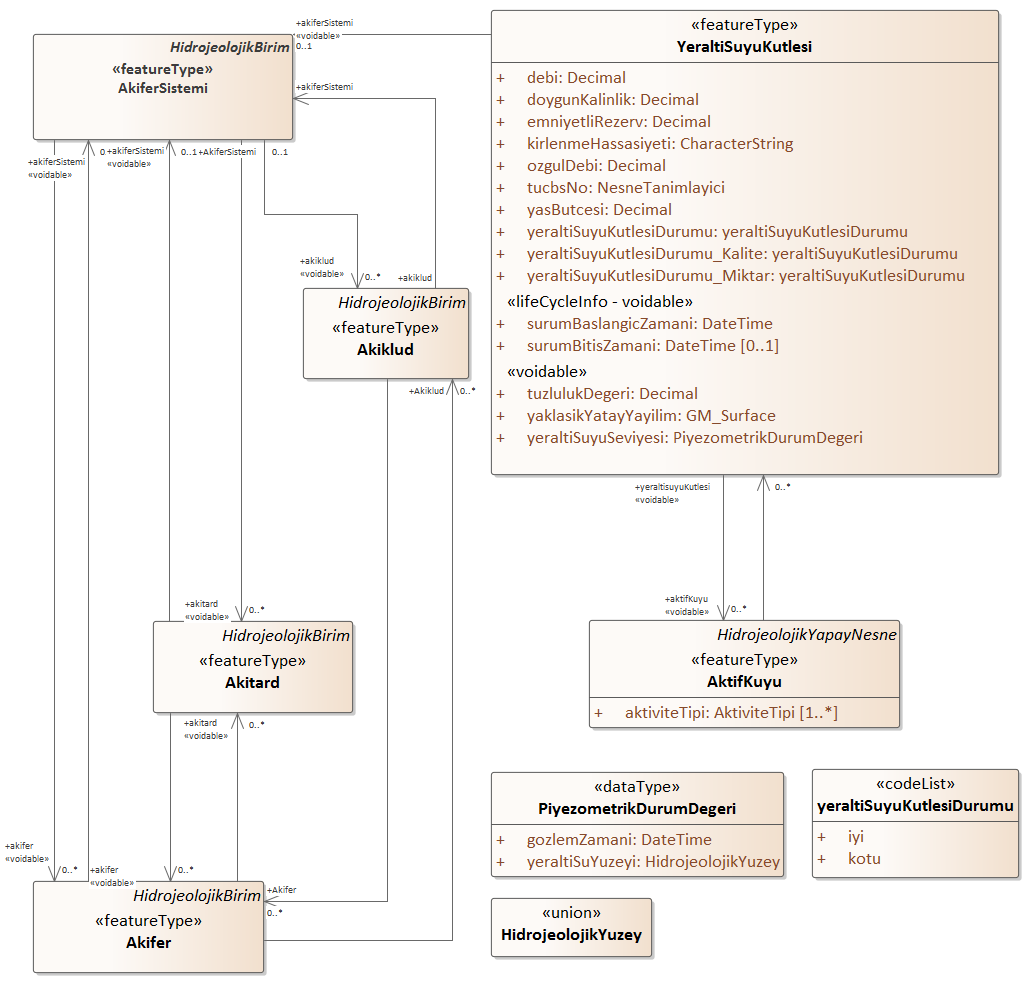 +akiferSistemi
«voidable»
0..1
HidrojeolojikBirim
«featureType»
AkiferSistemi
«featureType»
YeraltiSuyuKutlesi
+ debi: Decimal
+ doygunKalinlik: Decimal
+ emniyetliRezerv: Decimal
+ kirlenmeHassasiyeti: CharacterString
+ ozgulDebi: Decimal
+ tucbsNo: NesneTanimlayici
+ yasButcesi: Decimal
+ yeraltiSuyuKutlesiDurumu: yeraltiSuyuKutlesiDurumu
+ yeraltiSuyuKutlesiDurumu_Kalite: yeraltiSuyuKutlesiDurumu
+ yeraltiSuyuKutlesiDurumu_Miktar: yeraltiSuyuKutlesiDurumu
«lifeCycleInfo - voidable»
+ surumBaslangicZamani: DateTime
+ surumBitisZamani: DateTime [0..1]
«voidable»
+ tuzlulukDegeri: Decimal
+ yaklasikYatayYayilim: GM_Surface
+ yeraltiSuyuSeviyesi: PiyezometrikDurumDegeri
+akiferSistemi
+akiferSistemi
«voidable»
0
+akiferSistemi
«voidable»
0..1
+AkiferSistemi
0..1
+akiklud
«voidable»
0..*
+akiklud
HidrojeolojikBirim
«featureType»
Akiklud
+Akiklud
0..*
+yeraltisuyuKutlesi
«voidable»
0..*
+aktifKuyu
«voidable»
0..*
HidrojeolojikYapayNesne
«featureType»
AktifKuyu
+ aktiviteTipi: AktiviteTipi [1..*]
+akitard
«voidable»
0..*
HidrojeolojikBirim
«featureType»
Akitard
+akitard
«voidable»
0..*
«dataType»
PiyezometrikDurumDegeri
+ gozlemZamani: DateTime
+ yeraltiSuYuzeyi: HidrojeolojikYuzey
«codeList»
yeraltiSuyuKutlesiDurumu
+ iyi
+ kotu
+akifer
«voidable»
0..*
+akifer
«voidable»
0..*
HidrojeolojikBirim
«featureType»
Akifer
+Akifer
0..*
«union»
HidrojeolojikYuzey